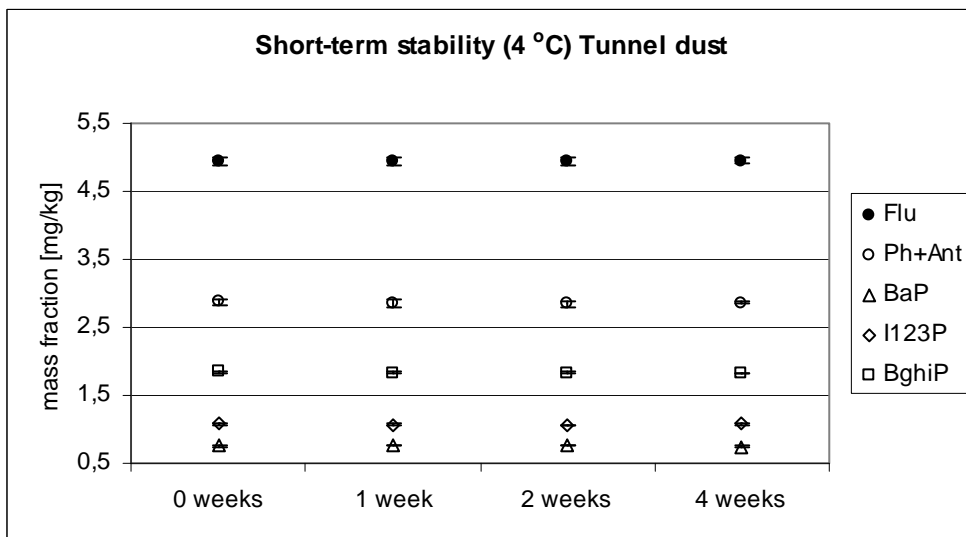 Short-term stability (4 °C) Tunnel dust
mass fraction [mg/kg]
5,5
4,5
3,5
2,5
1,5
0,5
0 weeks
1 week
2 weeks
4 weeks
Flu
Ph+Ant
BaP
I123P
BghiP